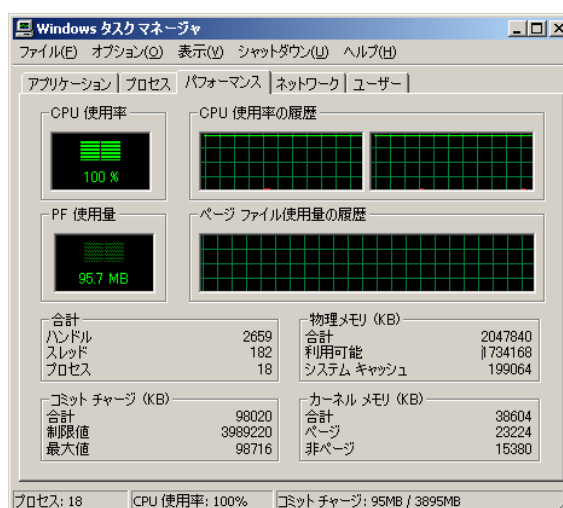 Windows タスク マネージャ
ファイル(F) オプション(O) 表示(V) シャットダウン(U) ヘルプ(H)
アプリケーション プロセス パフォーマンス ネットワーク ユーザー
CPU 使用率 CPU 使用率の履歴
100 %
PF 使用量 ページ ファイル使用量の履歴
95.7 MB
合計 物理メモリ (KB)
ハンドル 2659 合計 2047840
スレッド 182 利用可能 1734168
プロセス 18 システム キャッシュ 199064
コミット チャージ (KB) カーネル メモリ (KB)
合計 98020 合計 38604
制限値 3989220 ページ 23224
最大値 98716 非ページ 15380
プロセス: 18 CPU 使用率: 100% コミット チャージ: 95MB / 3895MB